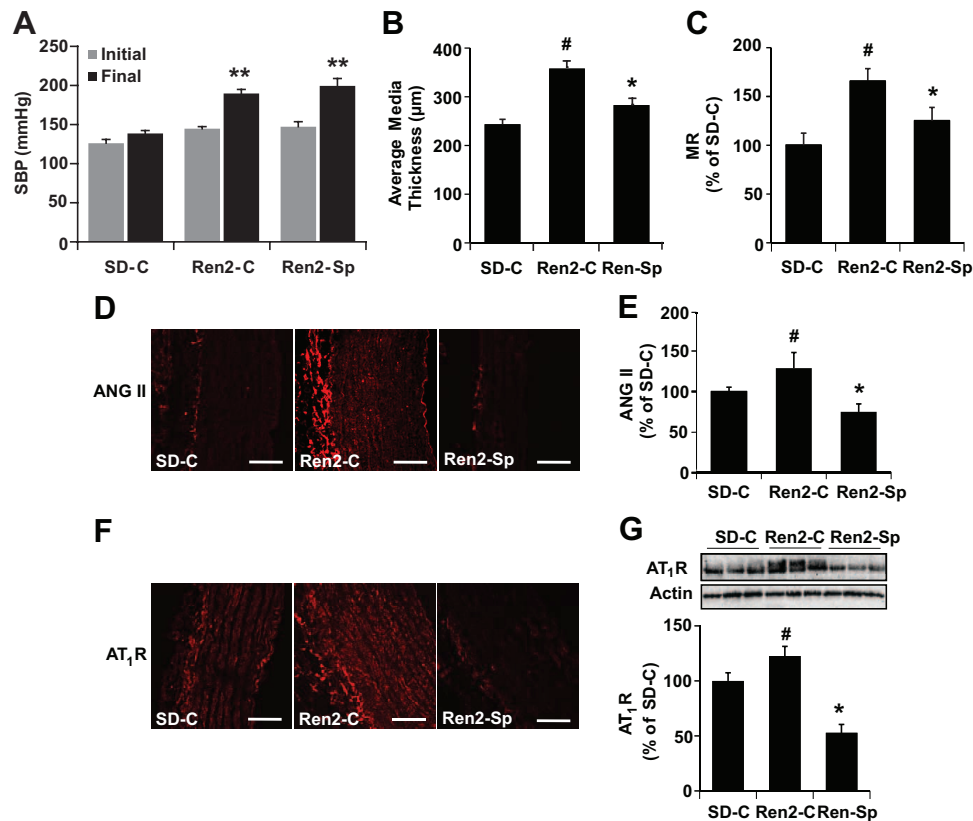 A
250
200
150
100
50
0
SBP (mmHg)
Initial
Final
**
**
SD-C Ren2-C Ren2-Sp
B
400
300
200
100
0
Average Media
Thickness (µm)
#
*
SD-C Ren2-C Ren-Sp
C
200
150
100
50
0
MR
(% of SD-C)
#
*
SD-C Ren2-C Ren2-Sp
D
ANG II
SD-C Ren2-C Ren2-Sp
E
150
100
50
0
ANG II
(% of SD-C)
#
*
SD-C Ren2-C Ren2-Sp
F
AT₁R
SD-C Ren2-C Ren2-Sp
G
SD-C Ren2-C Ren2-Sp
AT₁R
Actin
150
100
50
0
AT₁R
(% of SD-C)
#
*
SD-C Ren2-C Ren-Sp